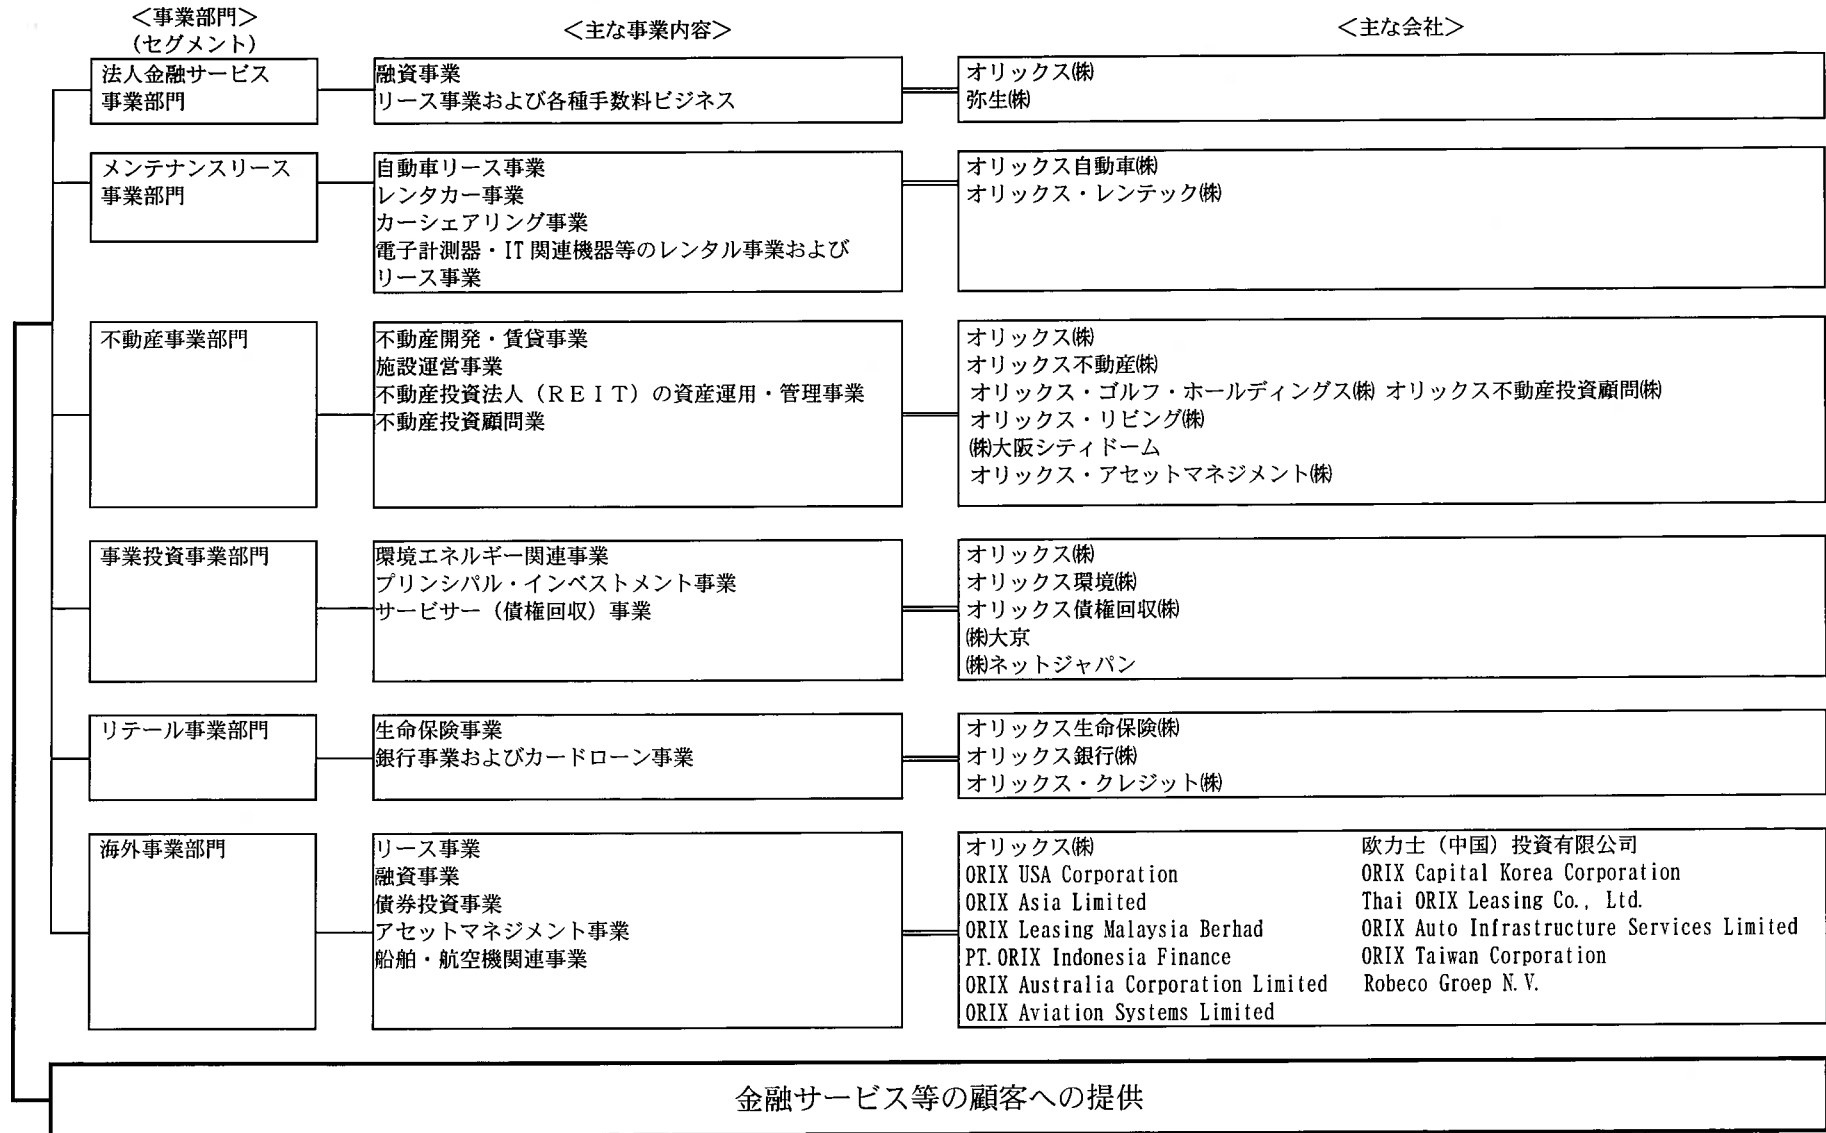 ＜事業部門＞
（セグメント）
＜主な事業内容＞
＜主な会社＞
法人金融サービス
事業部門
融資事業
リース事業および各種手数料ビジネス
オリックス㈱
弥生㈱
メンテナンスリース
事業部門
自動車リース事業
レンタカー事業
カーシェアリング事業
電子計測器・IT関連機器等のレンタル事業および
リース事業
オリックス自動車㈱
オリックス・レンテック㈱
不動産事業部門
不動産開発・賃貸事業
施設運営事業
不動産投資法人（ＲＥＩＴ）の資産運用・管理事業
不動産投資顧問業
オリックス㈱
オリックス不動産㈱
オリックス・ゴルフ・ホールディングス㈱ オリックス不動産投資顧問㈱
オリックス・リビング㈱
㈱大阪シティドーム
オリックス・アセットマネジメント㈱
事業投資事業部門
環境エネルギー関連事業
プリンシパル・インベストメント事業
サービサー（債権回収）事業
オリックス㈱
オリックス環境㈱
オリックス債権回収㈱
㈱大京
㈱ネットジャパン
リテール事業部門
生命保険事業
銀行事業およびカードローン事業
オリックス生命保険㈱
オリックス銀行㈱
オリックス・クレジット㈱
海外事業部門
リース事業
融資事業
債券投資事業
アセットマネジメント事業
船舶・航空機関連事業
オリックス㈱
ORIX USA Corporation
ORIX Asia Limited
ORIX Leasing Malaysia Berhad
PT.ORIX Indonesia Finance
ORIX Australia Corporation Limited
ORIX Aviation Systems Limited
欧力士（中国）投資有限公司
ORIX Capital Korea Corporation
Thai ORIX Leasing Co., Ltd.
ORIX Auto Infrastructure Services Limited
ORIX Taiwan Corporation
Robeco Groep N.V.
金融サービス等の顧客への提供